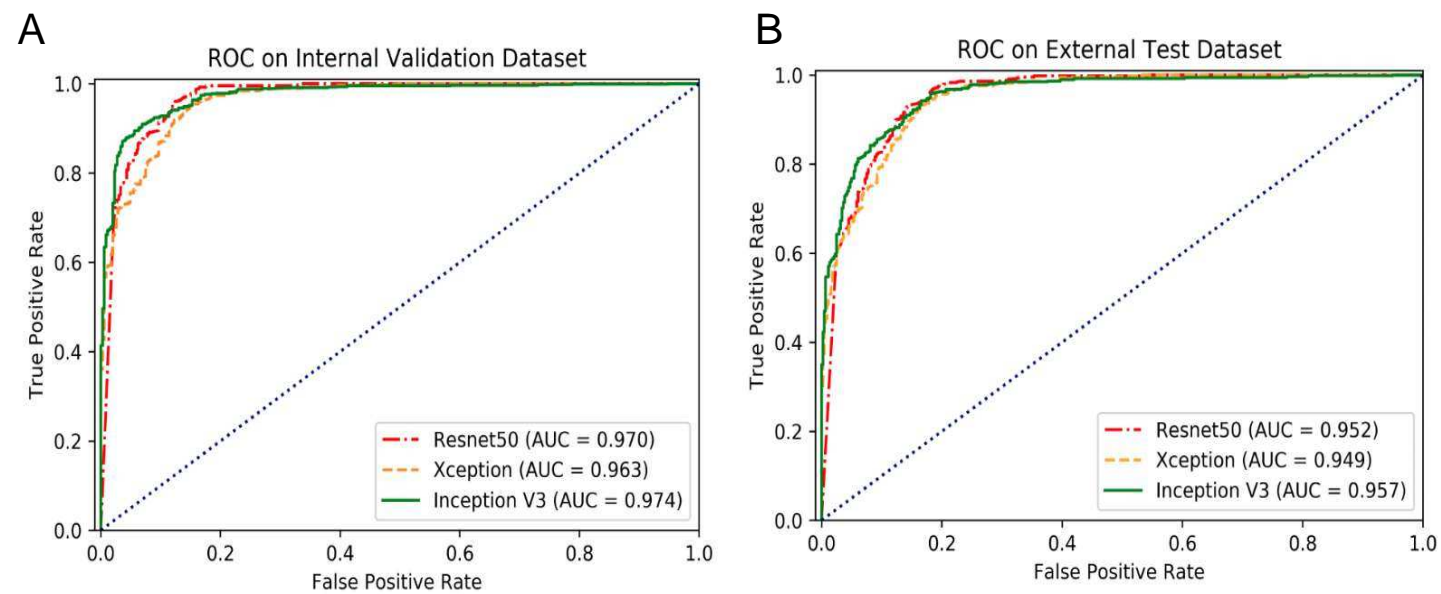 A
ROC on Internal Validation Dataset
1.0
0.8
0.6
0.4
0.2
0.0
True Positive Rate
0.0 0.2 0.4 0.6 0.8 1.0
False Positive Rate
Resnet50 (AUC = 0.970)
Xception (AUC = 0.963)
Inception V3 (AUC = 0.974)
B
ROC on External Test Dataset
1.0
0.8
0.6
0.4
0.2
0.0
True Positive Rate
0.0 0.2 0.4 0.6 0.8 1.0
False Positive Rate
Resnet50 (AUC = 0.952)
Xception (AUC = 0.949)
Inception V3 (AUC = 0.957)